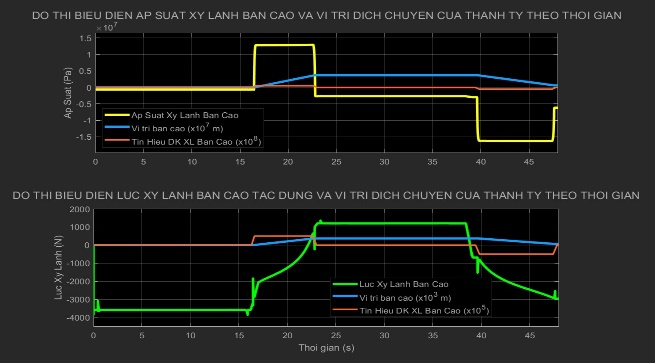 DO THI BIEU DIEN AP SUAT XY LANH BAN CAO VA VI TRI DICH CHUYEN CUA THANH TY THEO THOI GIAN
×10^7
1.5
1
0.5
0
-0.5
-1
-1.5
Ap Suat (Pa)
Ap Suat Xy Lanh Ban Cao
Vi tri ban cao (x10^7 m)
Tin Hieu DK XL Ban Cao (x10^8)
0 5 10 15 20 25 30 35 40 45
Thoi gian (s)
DO THI BIEU DIEN LUC XY LANH BAN CAO TAC DUNG VA VI TRI DICH CHUYEN CUA THANH TY THEO THOI GIAN
2000
1000
0
-1000
-2000
-3000
-4000
Luc Xy Lanh (N)
Luc Xy Lanh Ban Cao
Vi tri ban cao (x10^3 m)
Tin Hieu DK XL Ban Cao (x10^5)
0 5 10 15 20 25 30 35 40 45
Thoi gian (s)